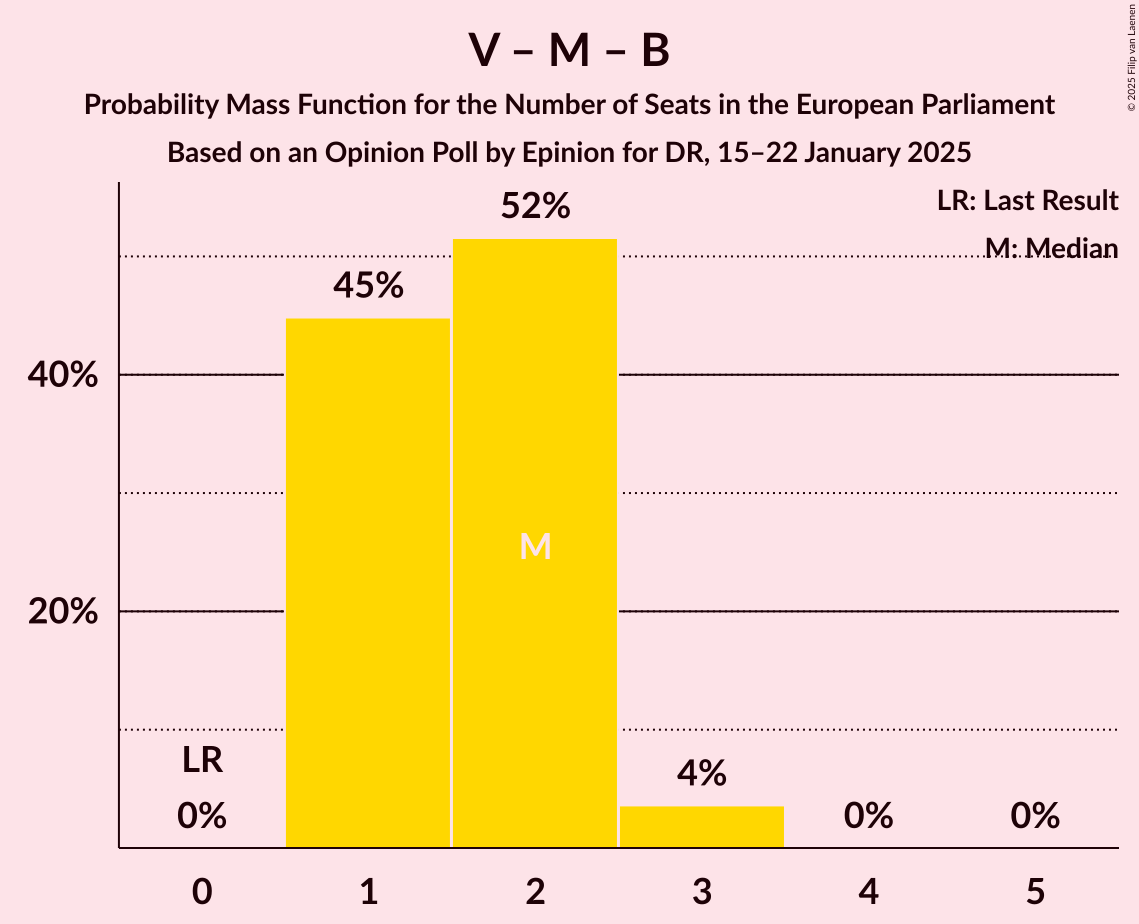 V – M – B
Probability Mass Function for the Number of Seats in the European Parliament
Based on an Opinion Poll by Epinion for DR, 15–22 January 2025
© 2025 Filip van Laenen
LR: Last Result
M: Median
52%
45%
40%
M
20%
LR
0%
4%
0%
0%
0
1
2
3
4
5